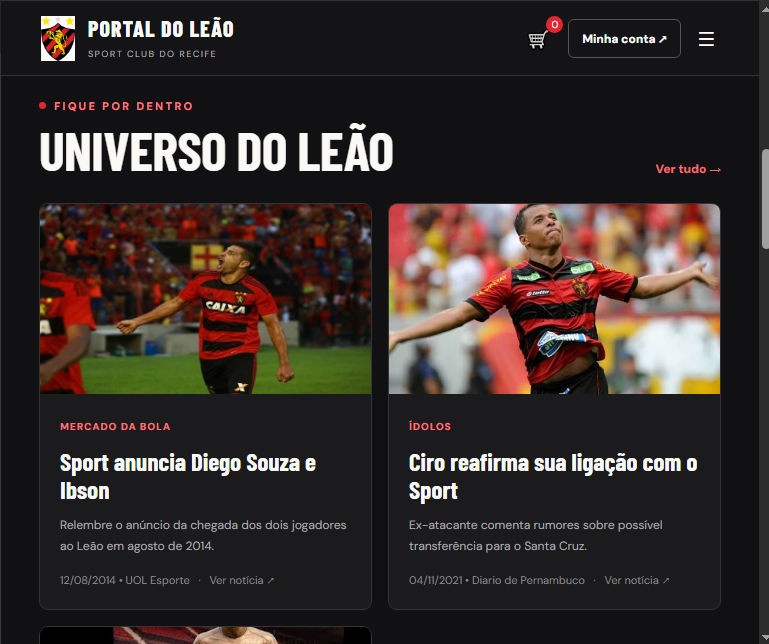 PORTAL DO LEÃO
SPORT CLUB DO RECIFE
0
Minha conta ↗
FIQUE POR DENTRO
UNIVERSO DO LEÃO
Ver tudo →
CAIXA
lotto
MERCADO DA BOLA
Sport anuncia Diego Souza e
Ibson
Relembre o anúncio da chegada dos dois jogadores
ao Leão em agosto de 2014.
12/08/2014 • UOL Esporte · Ver notícia ↗
ÍDOLOS
Ciro reafirma sua ligação com o
Sport
Ex-atacante comenta rumores sobre possível
transferência para o Santa Cruz.
04/11/2021 • Diario de Pernambuco · Ver notícia ↗